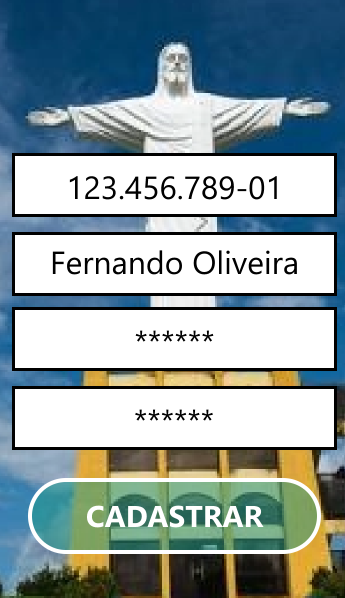 123.456.789-01
Fernando Oliveira
******
******
CADASTRAR